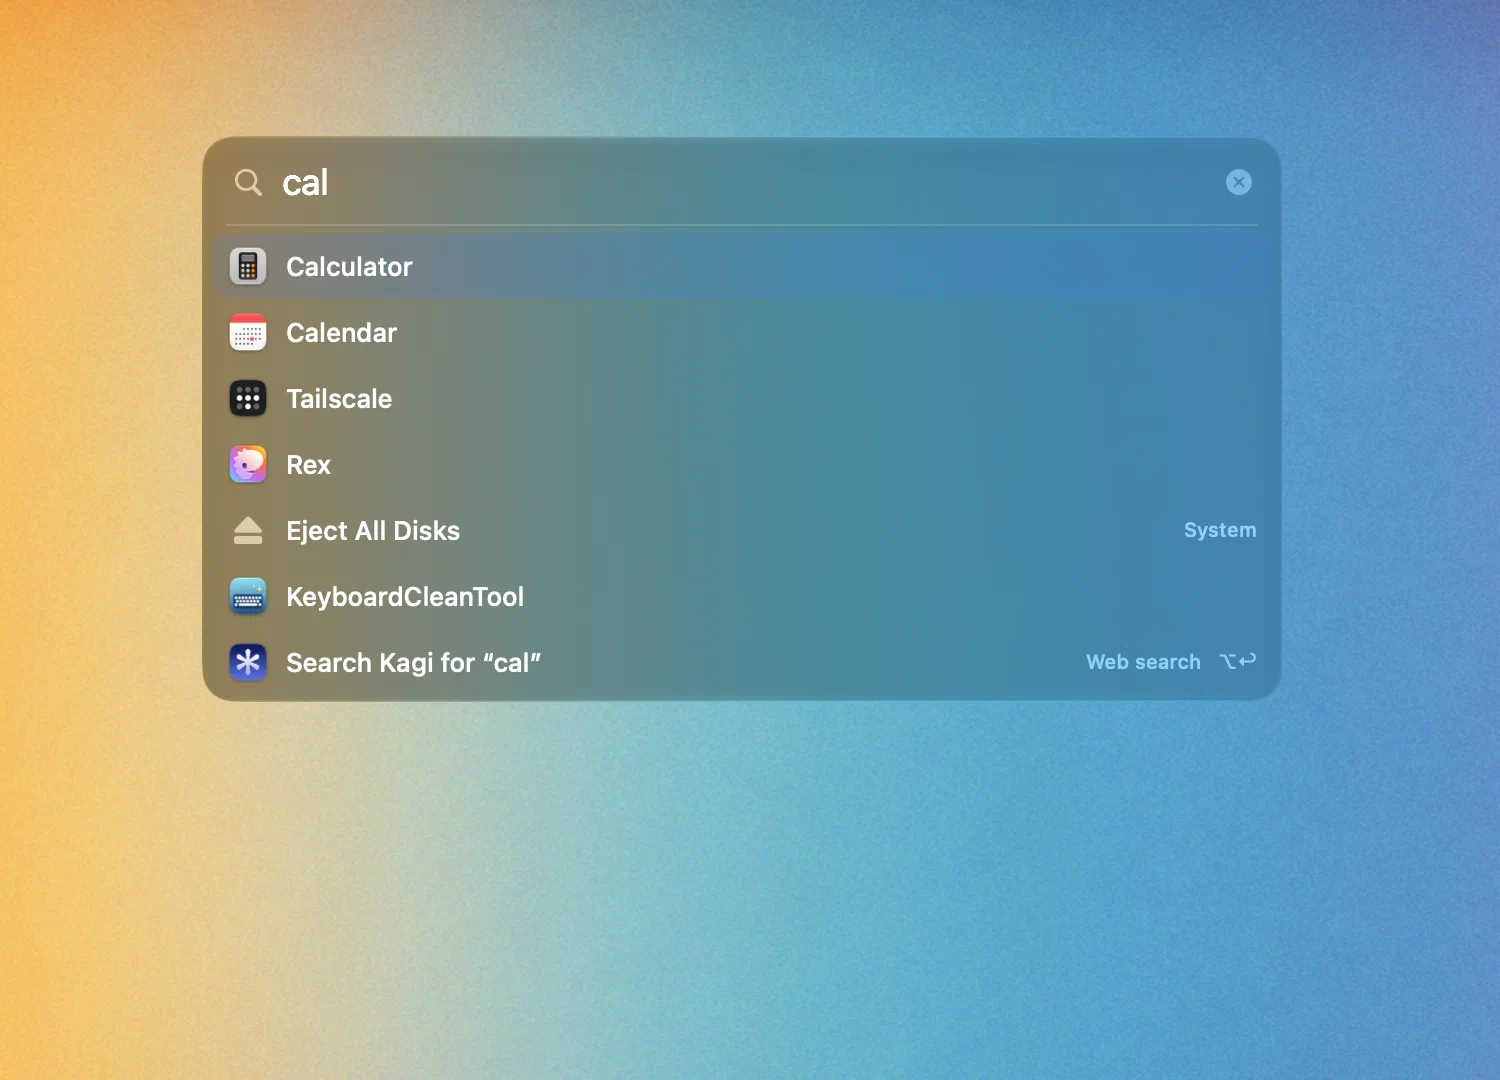 cal
Calculator
Calendar
Tailscale
Rex
Eject All Disks System
KeyboardCleanTool
Search Kagi for “cal” Web search ⌥↩